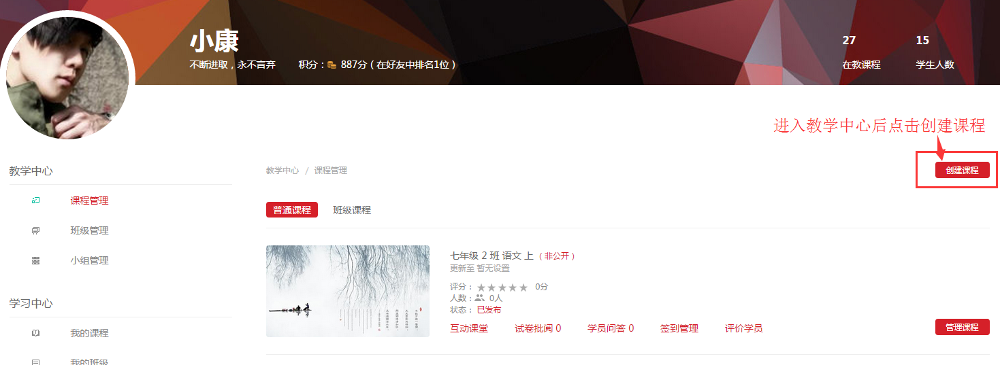 小康
27
15
不断进取，永不言弃
积分： 887分（在好友中排名1位）
在教课程
学生人数
进入教学中心后点击创建课程
教学中心
教学中心 / 课程管理
创建课程
课程管理
普通课程
班级课程
班级管理
小组管理
七年级 2 班 语文 上（非公开）
更新至 暂无设置
评分： ★★★★★ 0分
人数： 0人
状态： 已发布
互动课堂
试卷批阅 0
学员问答 0
签到管理
评价学员
管理课程
学习中心
我的课程
我的班级